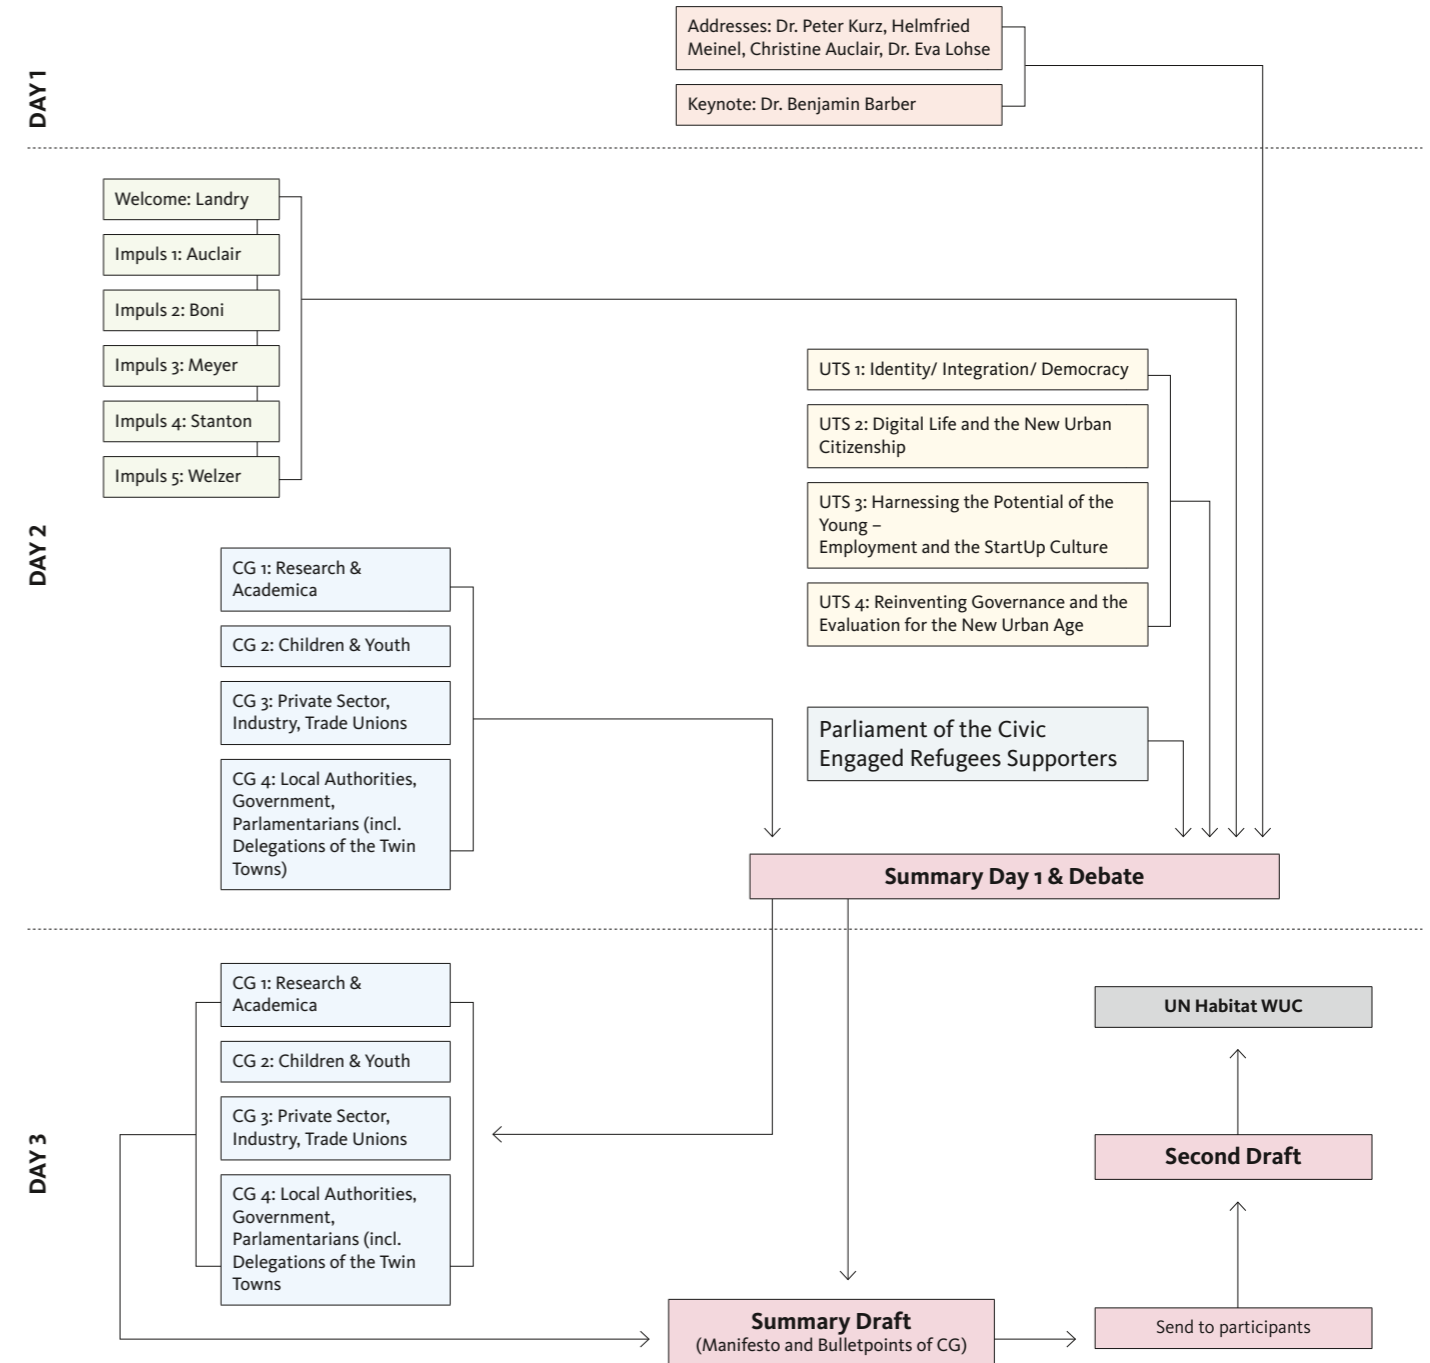 DAY 1
Addresses: Dr. Peter Kurz, Helmfried
Meinel, Christine Auclair, Dr. Eva Lohse
Keynote: Dr. Benjamin Barber
DAY 2
Welcome: Landry
Impuls 1: Auclair
Impuls 2: Boni
Impuls 3: Meyer
Impuls 4: Stanton
Impuls 5: Welzer
UTS 1: Identity/ Integration/ Democracy
UTS 2: Digital Life and the New Urban
Citizenship
UTS 3: Harnessing the Potential of the
Young –
Employment and the StartUp Culture
UTS 4: Reinventing Governance and the
Evaluation for the New Urban Age
CG 1: Research &
Academica
CG 2: Children & Youth
CG 3: Private Sector,
Industry, Trade Unions
CG 4: Local Authorities,
Government,
Parlamentarians (incl.
Delegations of the Twin
Towns)
Parliament of the Civic
Engaged Refugees Supporters
Summary Day 1 & Debate
DAY 3
CG 1: Research &
Academica
CG 2: Children & Youth
CG 3: Private Sector,
Industry, Trade Unions
CG 4: Local Authorities,
Government,
Parlamentarians (incl.
Delegations of the Twin
Towns
Summary Draft
(Manifesto and Bulletpoints of CG)
UN Habitat WUC
Second Draft
Send to participants